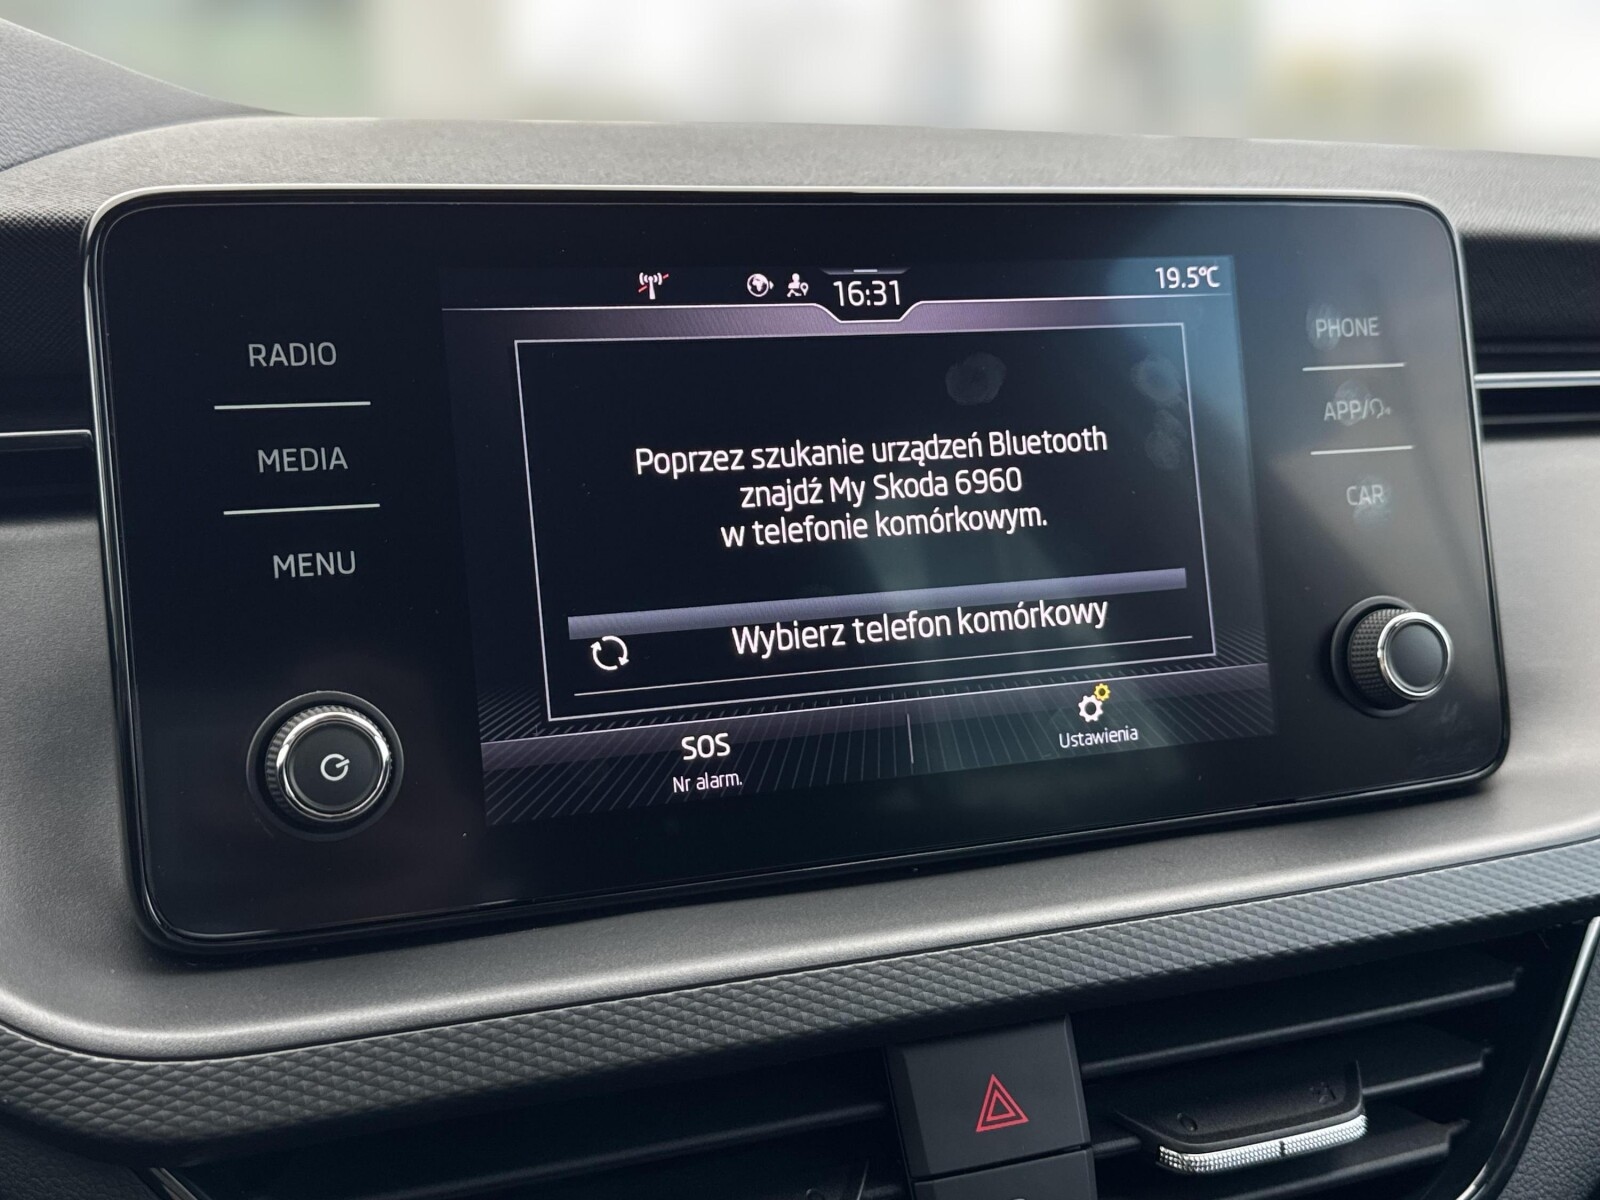 16:31
19.5°C
RADIO
MEDIA
MENU
Poprzez szukanie urządzeń Bluetooth
znajdź My Skoda 6960
w telefonie komórkowym.
Wybierz telefon komórkowy
SOS
Nr alarm.
Ustawienia
PHONE
APP/
CAR